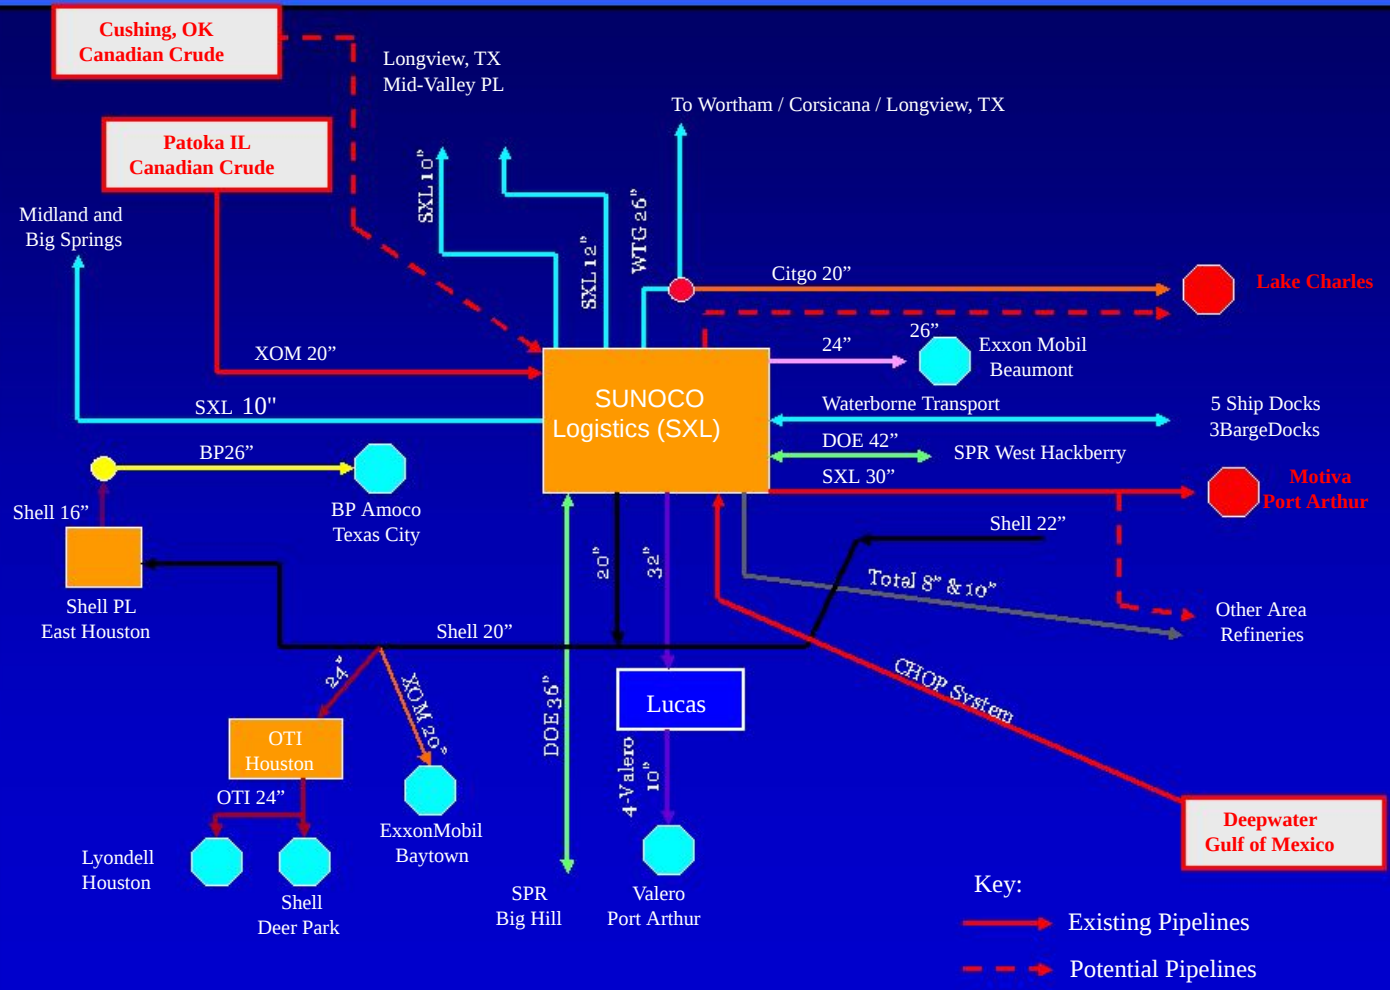 Cushing, OK
Canadian Crude
Longview, TX
Mid-Valley PL
To Wortham / Corsicana / Longview, TX
Patoka IL
Canadian Crude
SXL 10”
SXL 12”
WTG 26”
Midland and
Big Springs
Citgo 20”
Lake Charles
26”
24”
Exxon Mobil
Beaumont
XOM 20”
SXL 10"
SUNOCO
Logistics (SXL)
Waterborne Transport
5 Ship Docks
3BargeDocks
DOE 42”
SPR West Hackberry
SXL 30”
Motiva
Port Arthur
BP26”
BP Amoco
Texas City
Shell 16”
Shell 22”
20”
32”
Total 8” & 10”
Shell PL
East Houston
Shell 20”
Other Area
Refineries
24”
XOM 20”
DOE 36”
CHOP System
Lucas
OTI
Houston
4-Valero
10”
OTI 24”
ExxonMobil
Baytown
Deepwater
Gulf of Mexico
Lyondell
Houston
Shell
Deer Park
SPR
Big Hill
Valero
Port Arthur
Key:
Existing Pipelines
Potential Pipelines